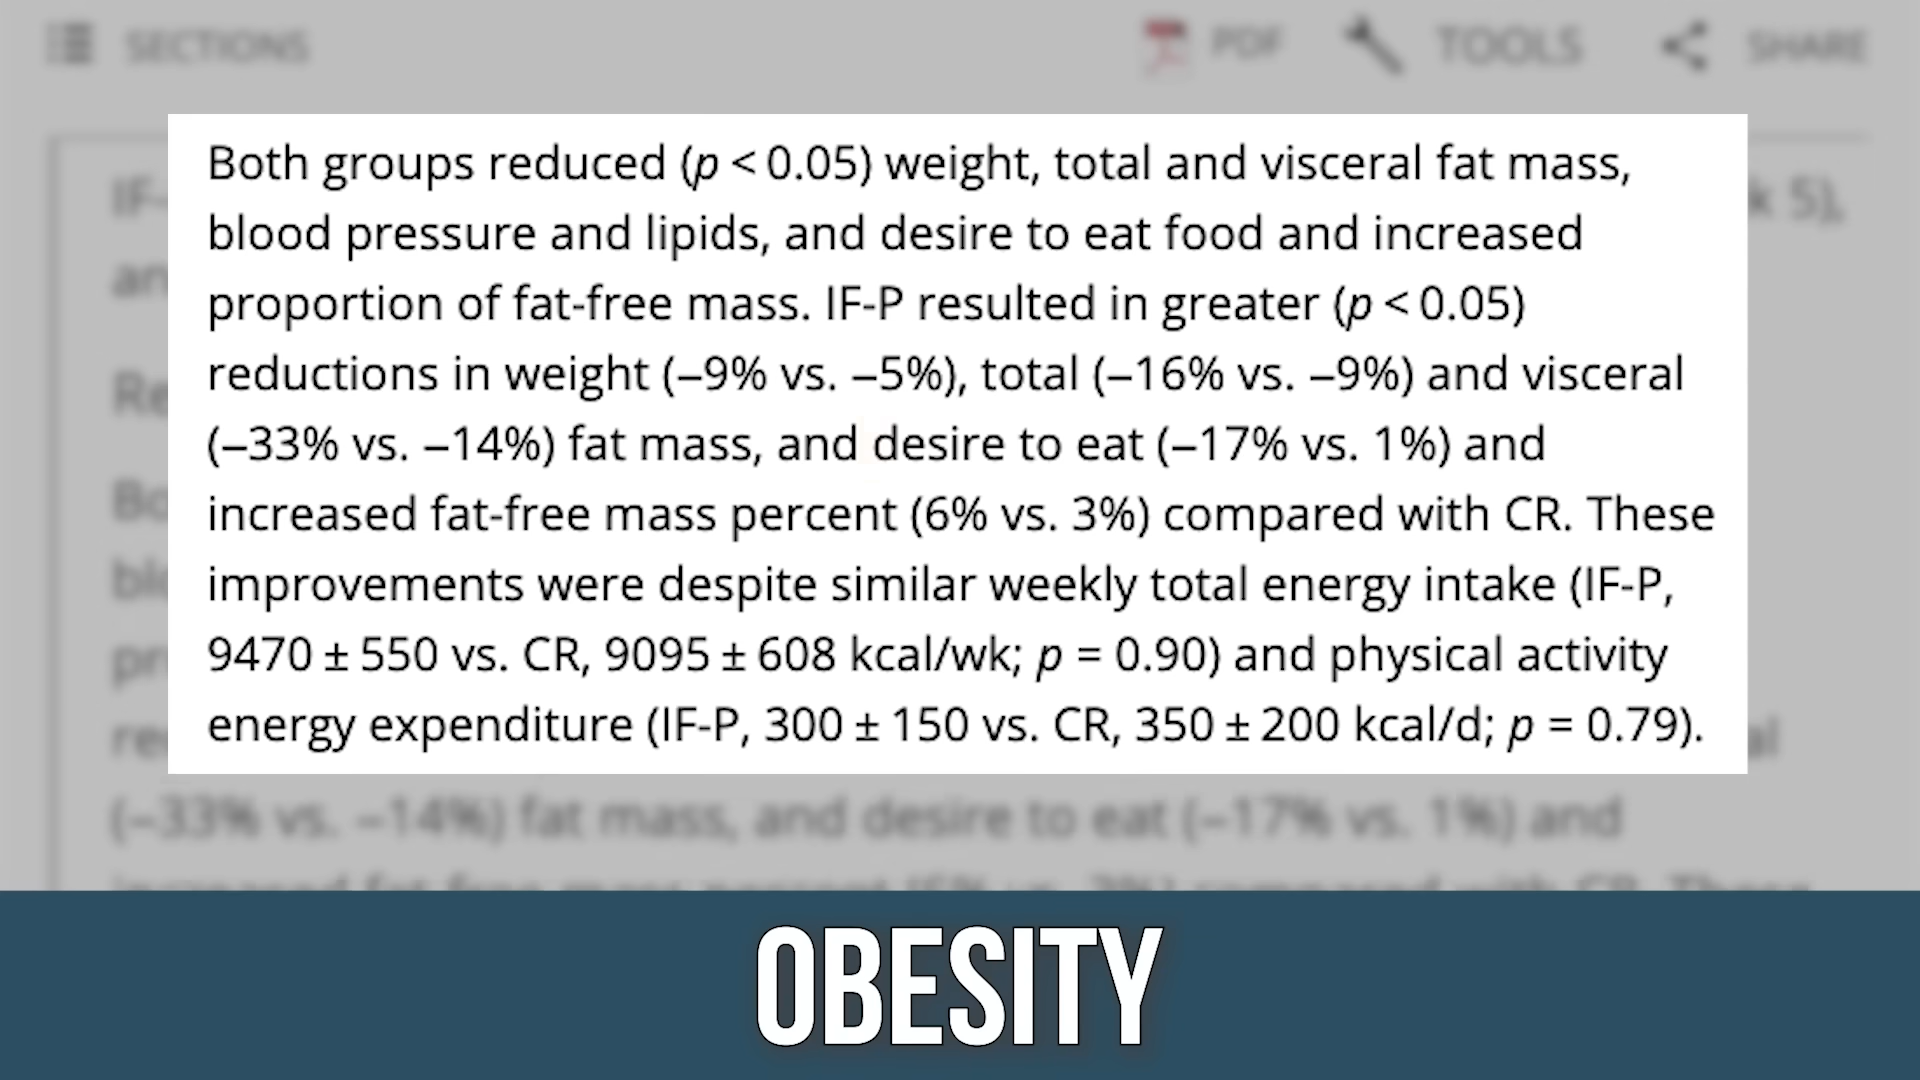 SECTIONS
PDF
TOOLS
SHARE
Both groups reduced (p < 0.05) weight, total and visceral fat mass,
blood pressure and lipids, and desire to eat food and increased
proportion of fat-free mass. IF-P resulted in greater (p < 0.05)
reductions in weight (–9% vs. –5%), total (–16% vs. –9%) and visceral
(–33% vs. –14%) fat mass, and desire to eat (–17% vs. 1%) and
increased fat-free mass percent (6% vs. 3%) compared with CR. These
improvements were despite similar weekly total energy intake (IF-P,
9470 ± 550 vs. CR, 9095 ± 608 kcal/wk; p = 0.90) and physical activity
energy expenditure (IF-P, 300 ± 150 vs. CR, 350 ± 200 kcal/d; p = 0.79).
(–33% vs. –14%) fat mass, and desire to eat (–17% vs. 1%) and
OBESITY